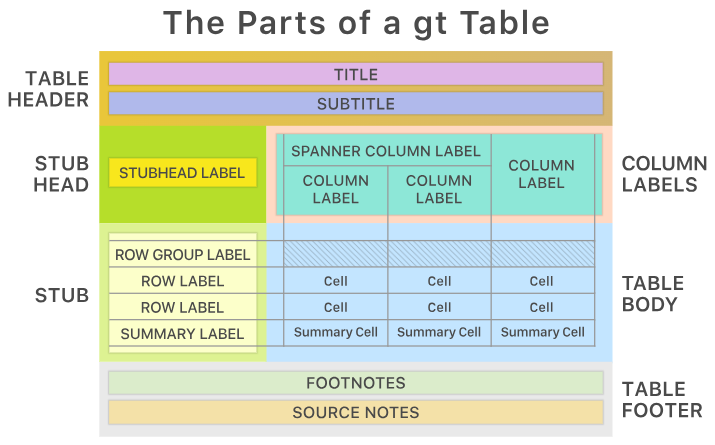 The Parts of a gt Table
TABLE
HEADER
TITLE
SUBTITLE
STUB
HEAD
STUBHEAD LABEL
SPANNER COLUMN LABEL
COLUMN
LABEL
COLUMN
LABEL
COLUMN
LABEL
COLUMN
LABELS
STUB
ROW GROUP LABEL
ROW LABEL Cell Cell Cell
ROW LABEL Cell Cell Cell
SUMMARY LABEL Summary Cell Summary Cell Summary Cell
TABLE
BODY
FOOTNOTES
SOURCE NOTES
TABLE
FOOTER